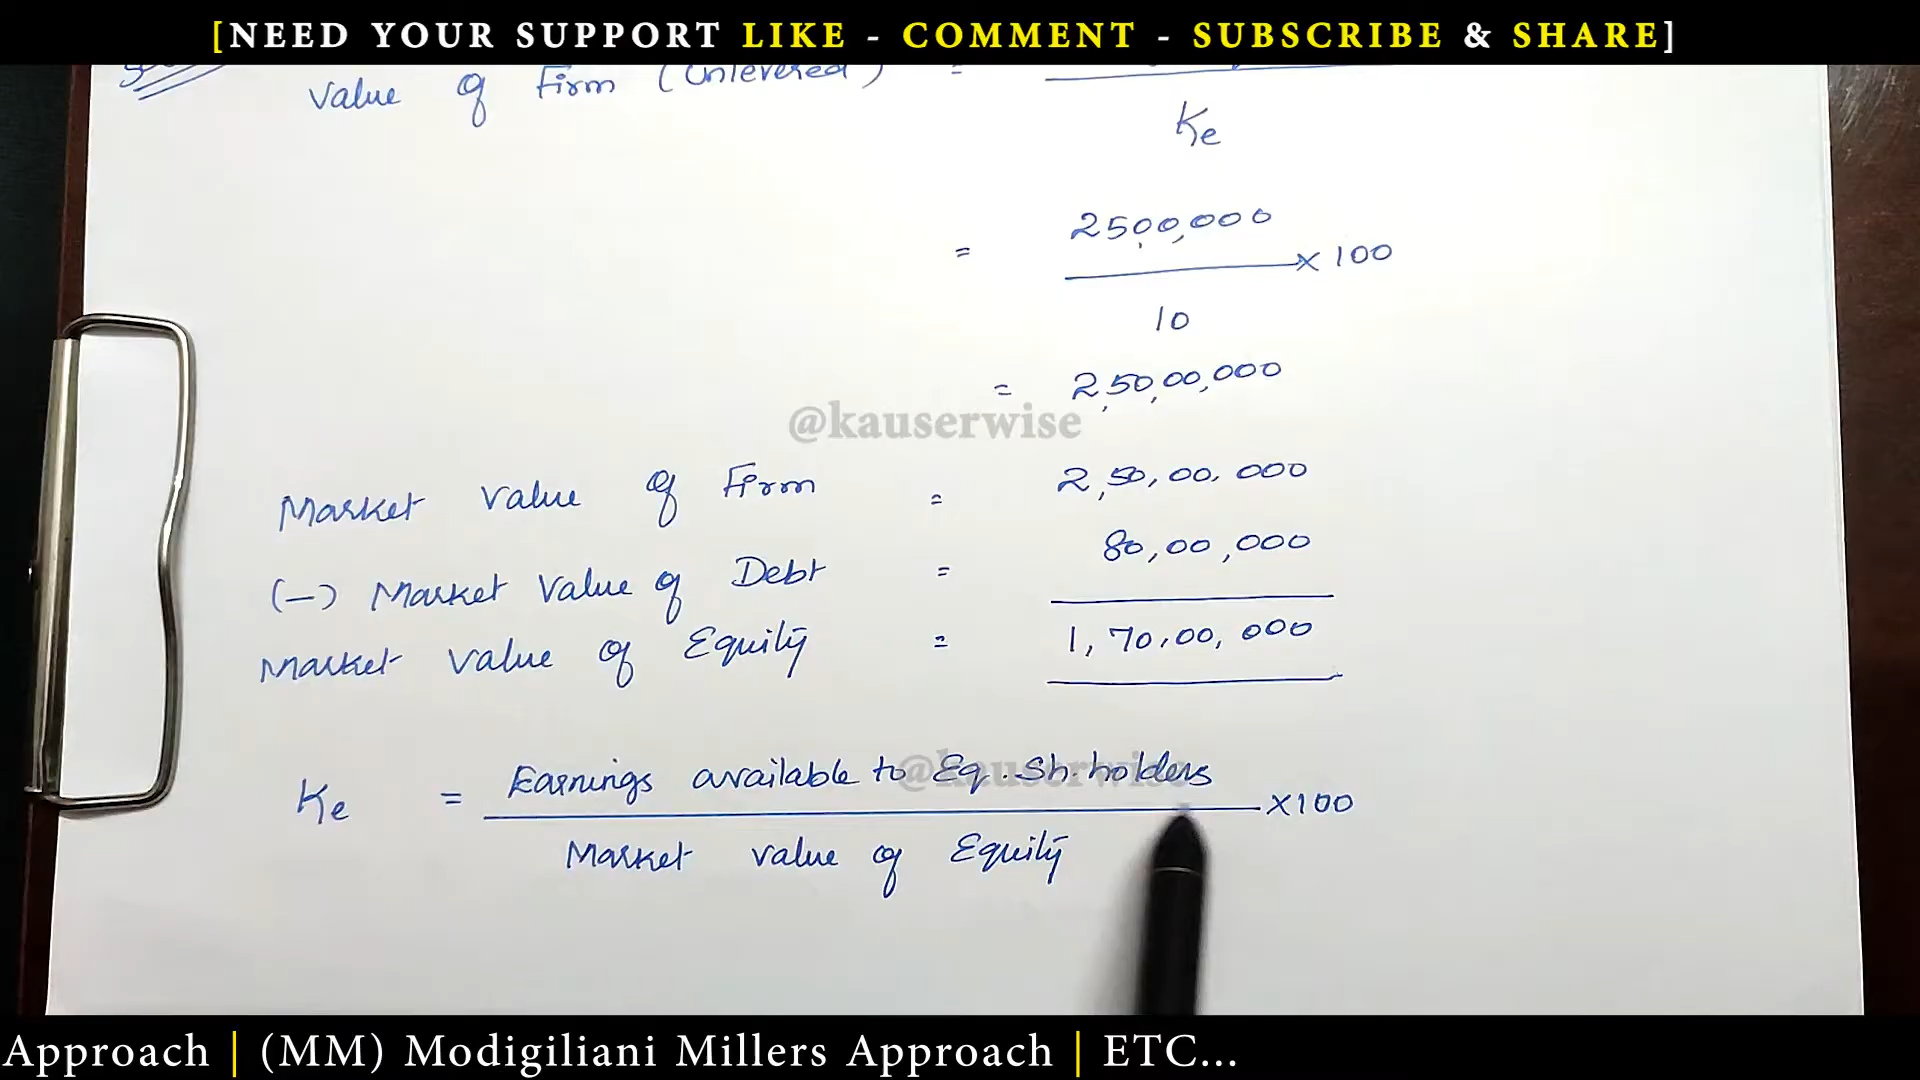 [NEED YOUR SUPPORT LIKE - COMMENT - SUBSCRIBE & SHARE]
Value of Firm (Unlevered) =
Ke
= 2500,000 × 100
10
= 2,50,00,000
@kauserwise
Market Value of Firm = 2,50,00,000
(-) Market Value of Debt = 80,00,000
Market Value of Equity = 1,70,00,000
@kauserwise
Ke = Earnings available to Eq. Sh. holders ×100
Market Value of Equity
Approach | (MM) Modigiliani Millers Approach | ETC...